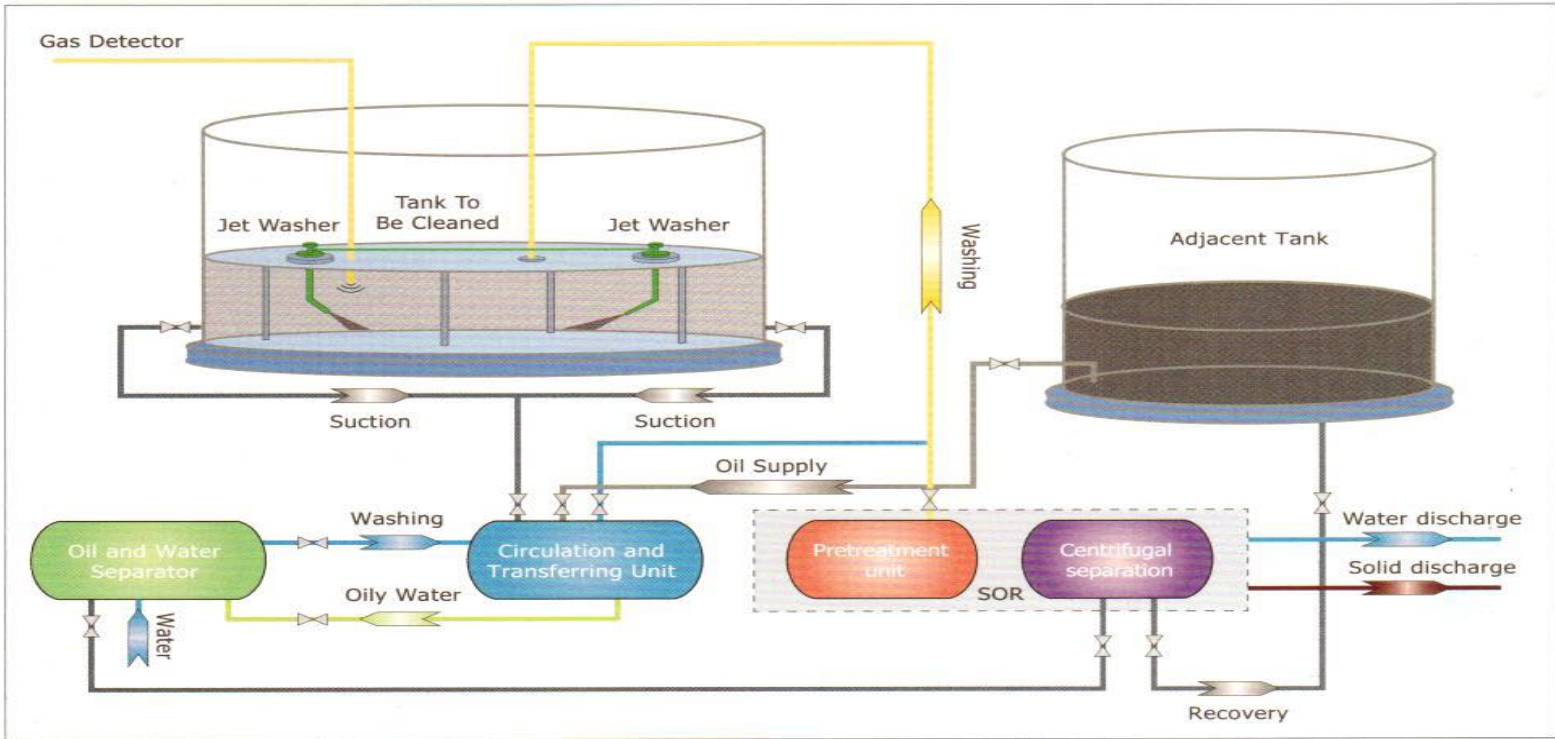 Gas Detector
Tank To
Be Cleaned
Jet Washer
Jet Washer
Washing
Adjacent Tank
Suction
Suction
Oil Supply
Washing
Oil and Water
Separator
Circulation and
Transferring Unit
Pretreatment
unit
Centrifugal
separation
SOR
Water discharge
Solid discharge
Oily Water
Water
Recovery